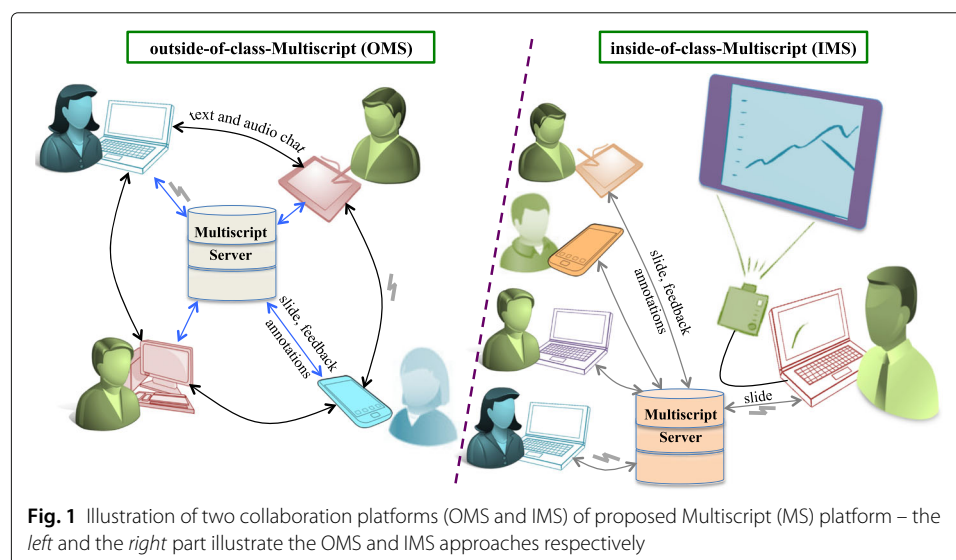 outside-of-class-Multiscript (OMS)
inside-of-class-Multiscript (IMS)
text and audio chat
Multiscript
Server
slide, feedback
annotations
slide, feedback
annotations
Multiscript
Server
slide
Fig. 1 Illustration of two collaboration platforms (OMS and IMS) of proposed Multiscript (MS) platform – the
left and the right part illustrate the OMS and IMS approaches respectively